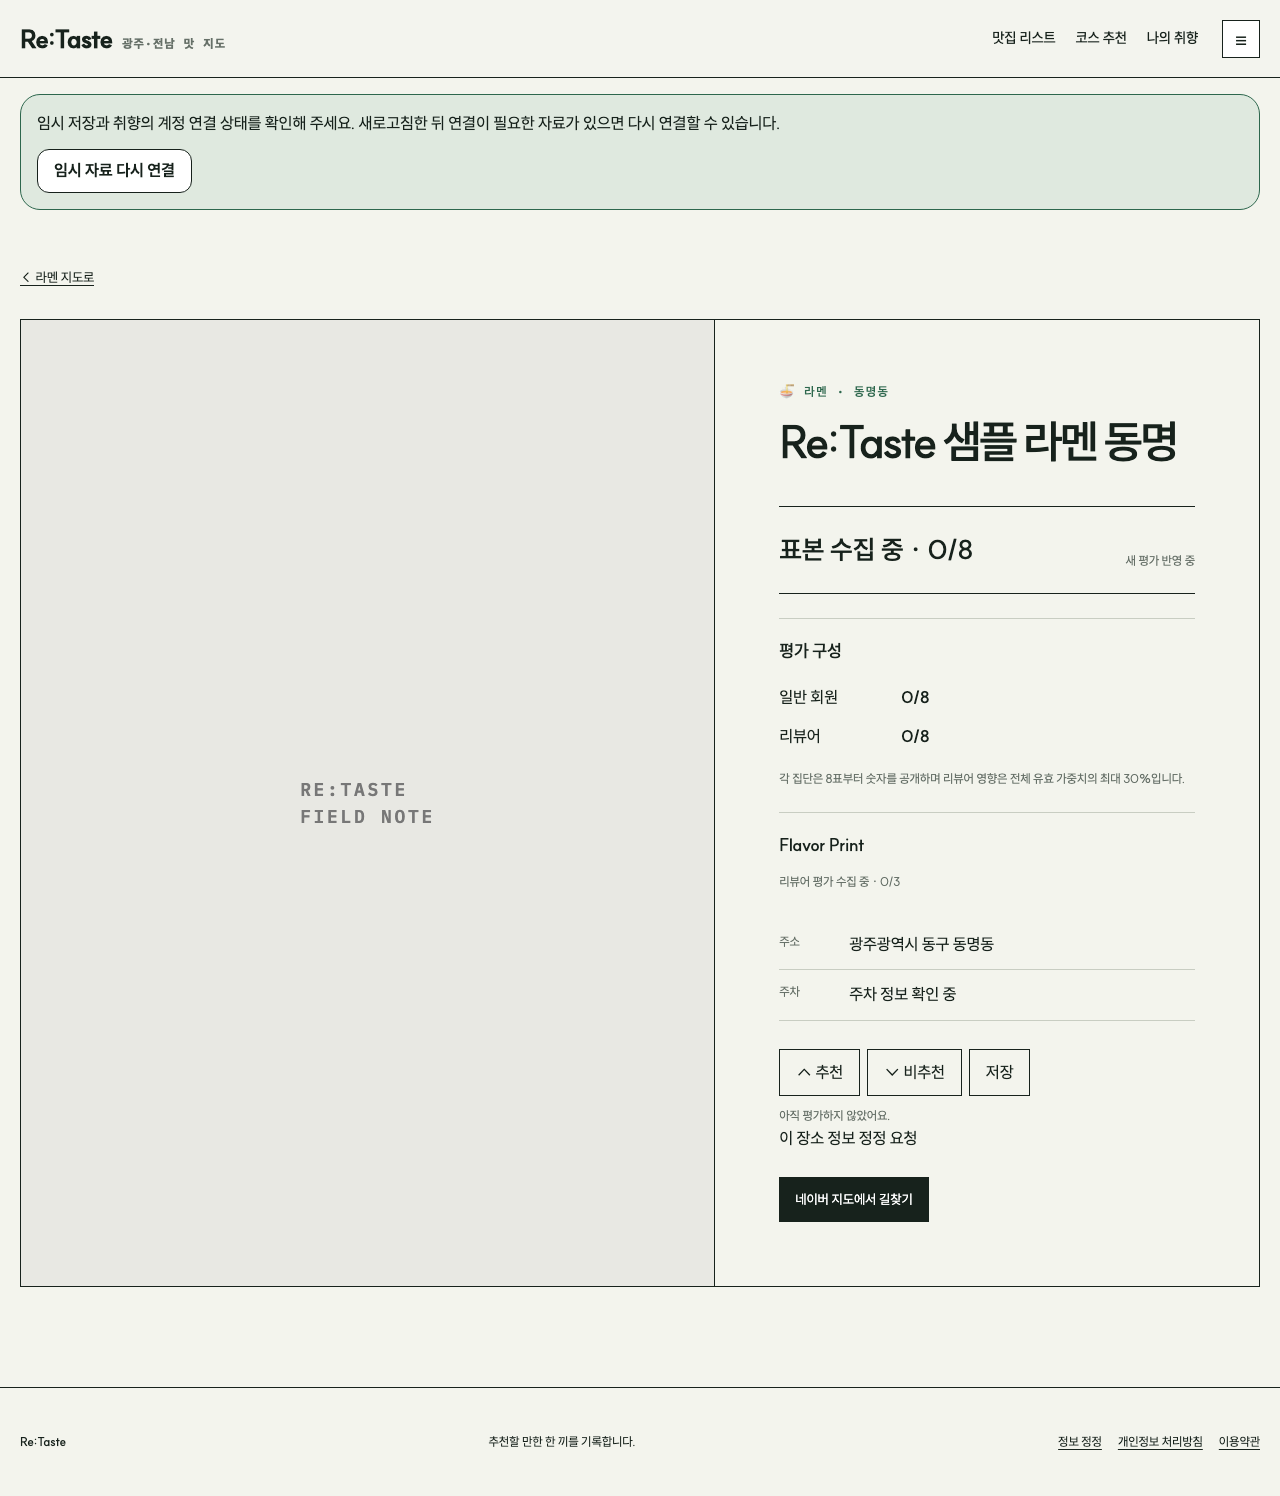 Re:Taste 광주·전남 맛 지도
맛집 리스트 코스 추천 나의 취향 ≡
임시 저장과 취향의 계정 연결 상태를 확인해 주세요. 새로고침한 뒤 연결이 필요한 자료가 있으면 다시 연결할 수 있습니다.
임시 자료 다시 연결
라멘 지도로
RE:TASTE
FIELD NOTE
🍜 라멘 · 동명동
Re:Taste 샘플 라멘 동명
표본 수집 중 · 0/8
새 평가 반영 중
평가 구성
일반 회원 0/8
리뷰어 0/8
각 집단은 8표부터 숫자를 공개하며 리뷰어 영향은 전체 유효 가중치의 최대 30%입니다.
Flavor Print
리뷰어 평가 수집 중 · 0/3
주소 광주광역시 동구 동명동
주차 주차 정보 확인 중
추천 비추천 저장
아직 평가하지 않았어요.
이 장소 정보 정정 요청
네이버 지도에서 길찾기
Re:Taste
추천할 만한 한 끼를 기록합니다.
정보 정정 개인정보 처리방침 이용약관